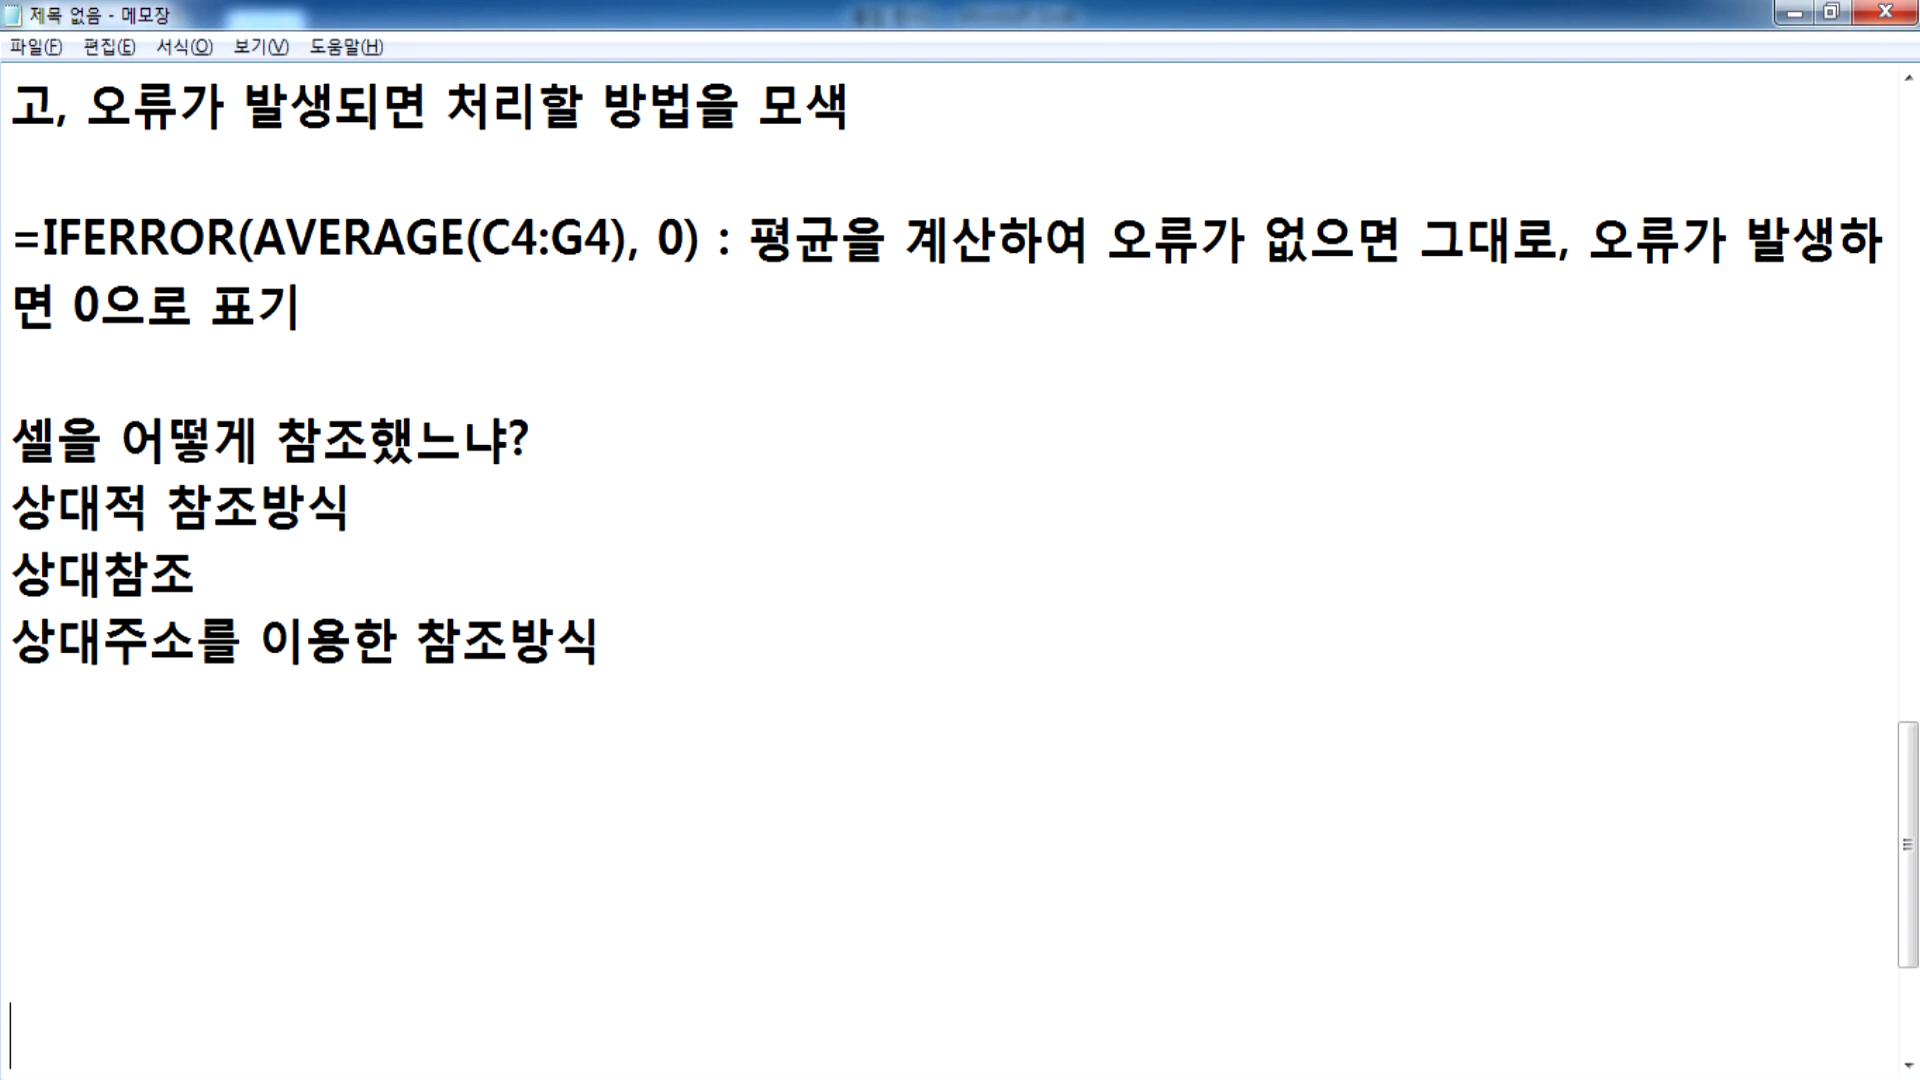 제목 없음 - 메모장
파일(F) 편집(E) 서식(O) 보기(V) 도움말(H)
고, 오류가 발생되면 처리할 방법을 모색
=IFERROR(AVERAGE(C4:G4), 0) : 평균을 계산하여 오류가 없으면 그대로, 오류가 발생하
면 0으로 표기
셀을 어떻게 참조했느냐?
상대적 참조방식
상대참조
상대주소를 이용한 참조방식